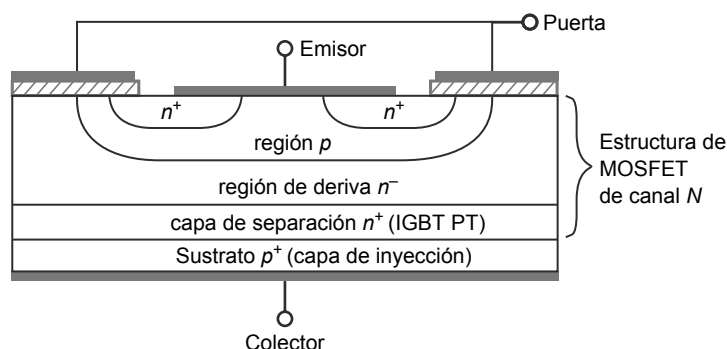 Puerta
Emisor
n+ n+
región p
Estructura de
MOSFET
de canal N
región de deriva n–
capa de separación n+ (IGBT PT)
Sustrato p+ (capa de inyección)
Colector